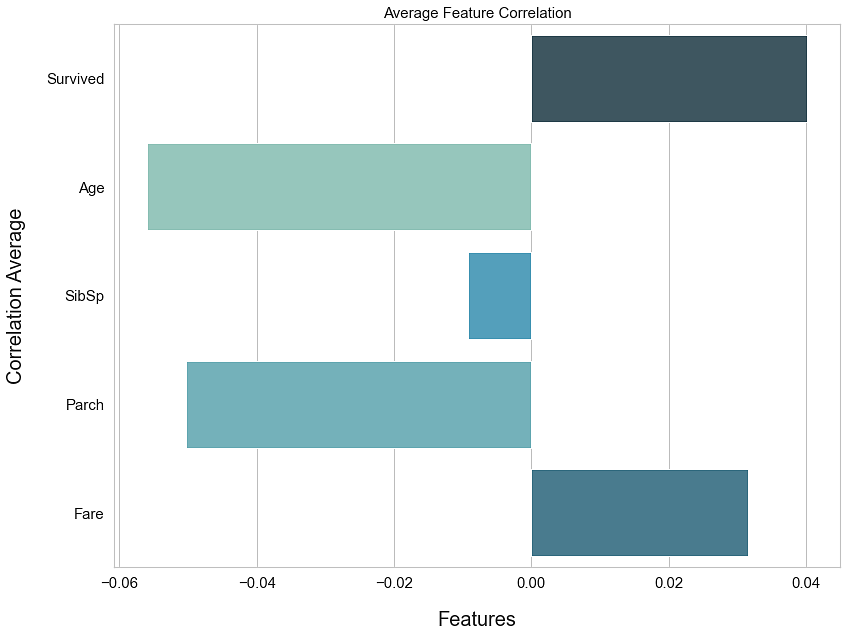 Average Feature Correlation
Survived
Age
SibSp
Parch
Fare
Correlation Average
−0.06 −0.04 −0.02 0.00 0.02 0.04
Features